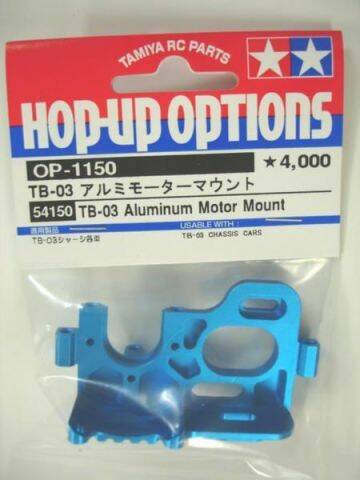 TAMIYA RC PARTS
HOP-UP OPTIONS
OP-1150
★4,000
TB-03 アルミモーターマウント
54150 TB-03 Aluminum Motor Mount
適用製品
TB-03シャーシ各車
USABLE WITH :
TB-03 CHASSIS CARS